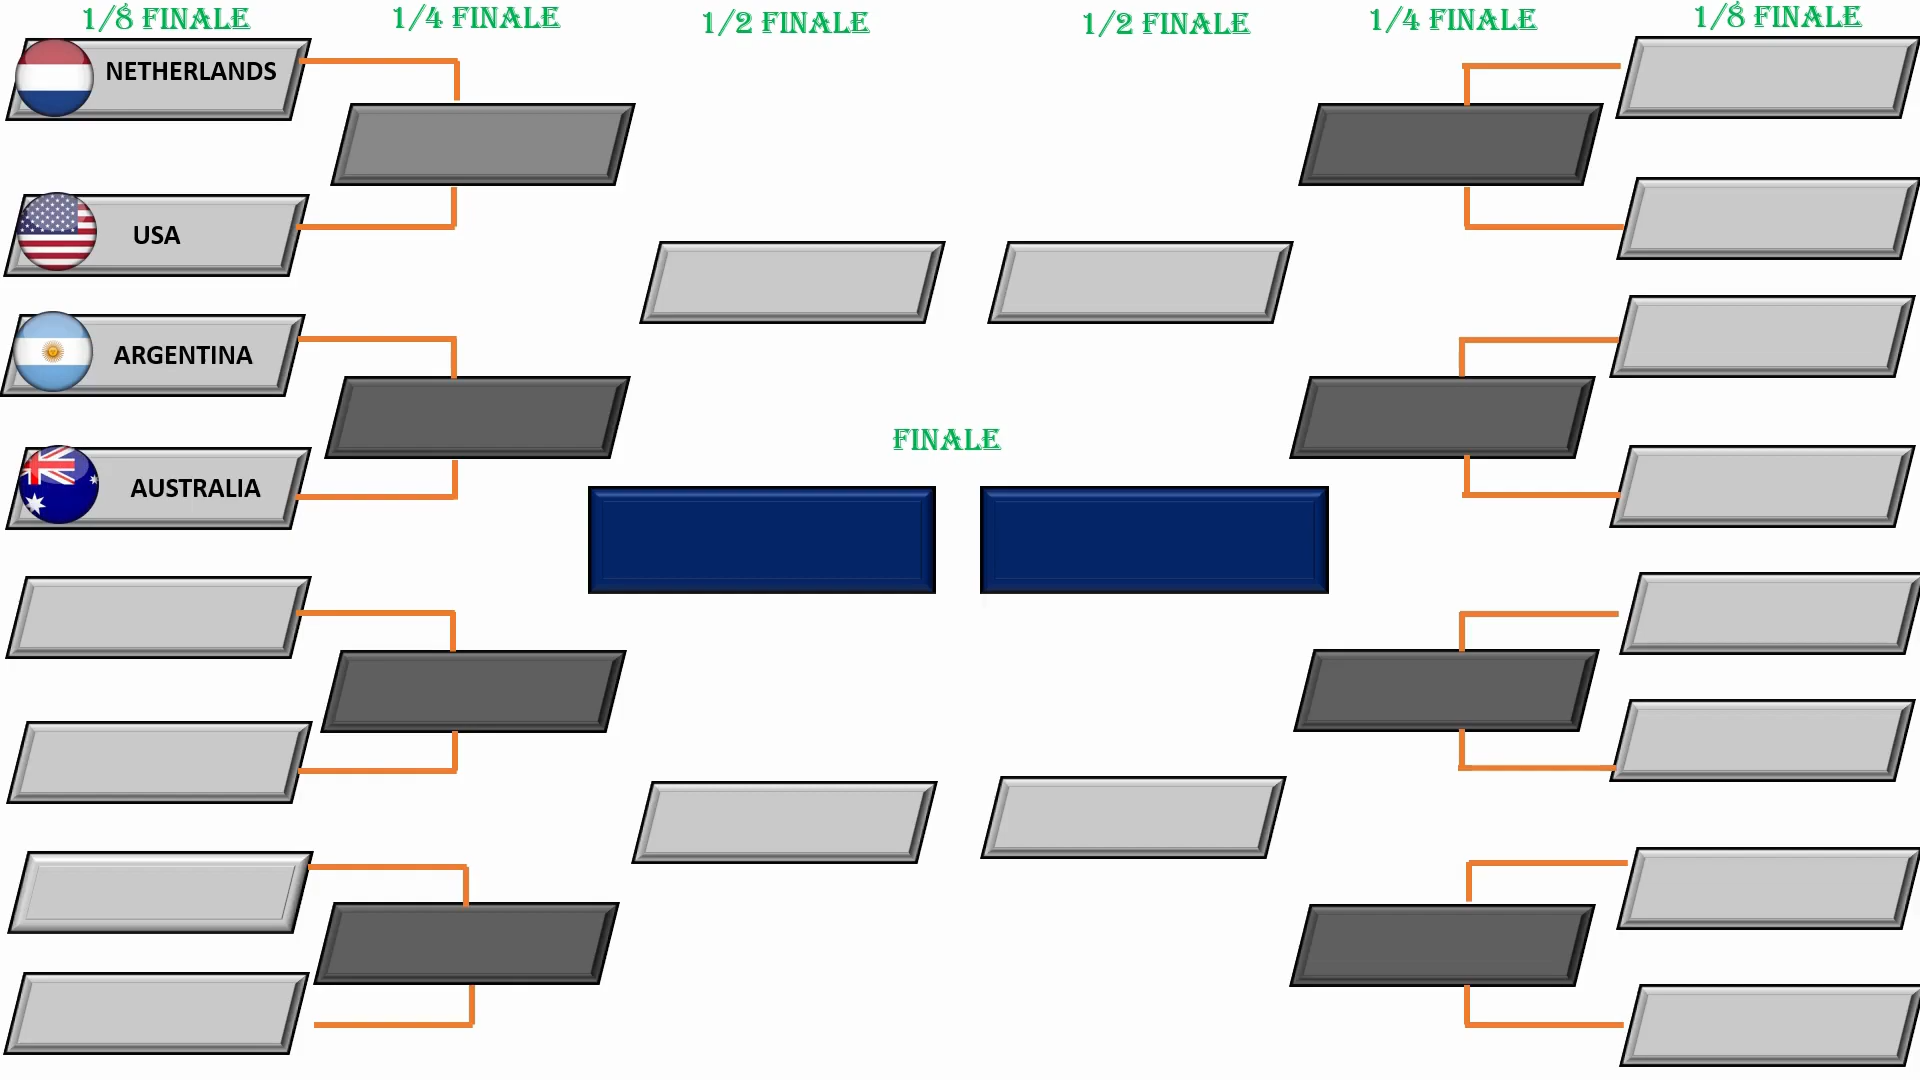 1/8 FINALE
1/4 FINALE
1/2 FINALE
1/2 FINALE
1/4 FINALE
1/8 FINALE
NETHERLANDS
USA
ARGENTINA
AUSTRALIA
FINALE